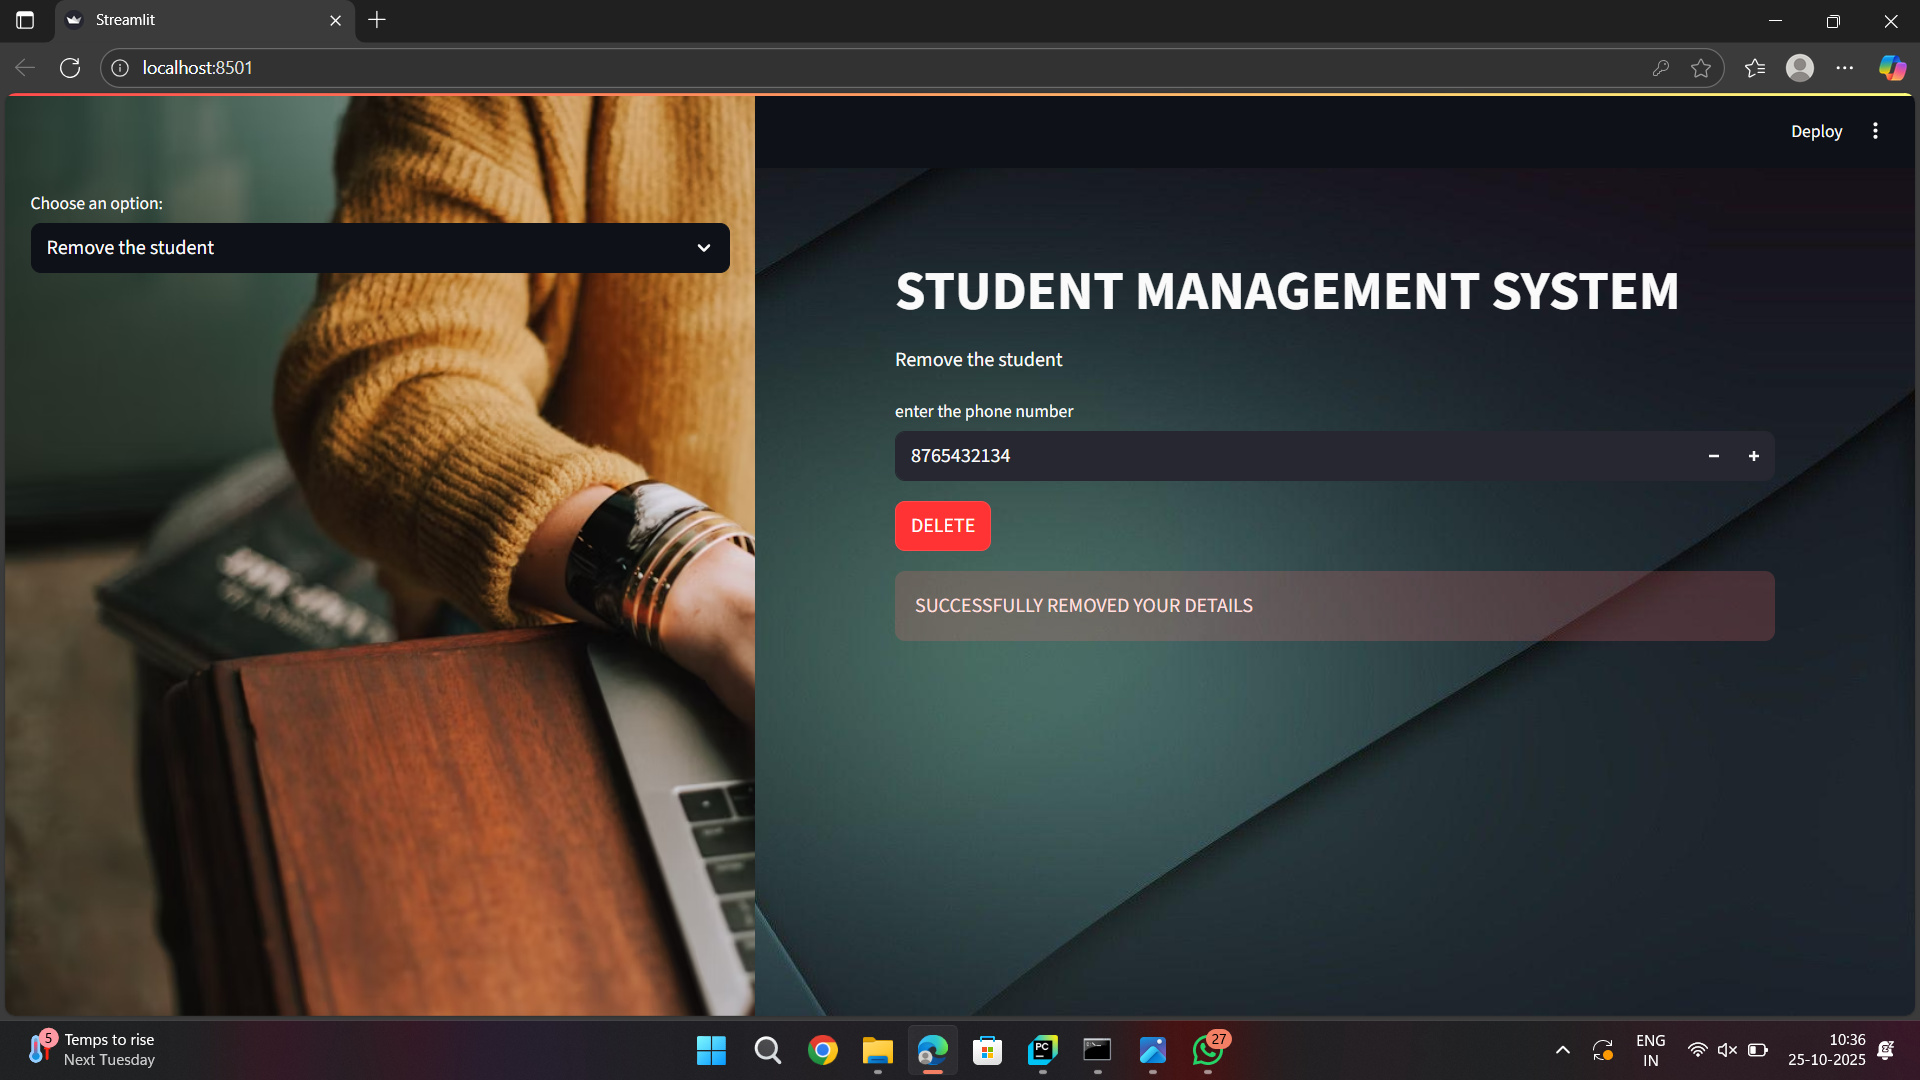 Streamlit
localhost:8501
Deploy
Choose an option:
Remove the student
STUDENT MANAGEMENT SYSTEM
Remove the student
enter the phone number
8765432134
DELETE
SUCCESSFULLY REMOVED YOUR DETAILS
5
Temps to rise
Next Tuesday
PC
27
ENG
IN
10:36
25-10-2025